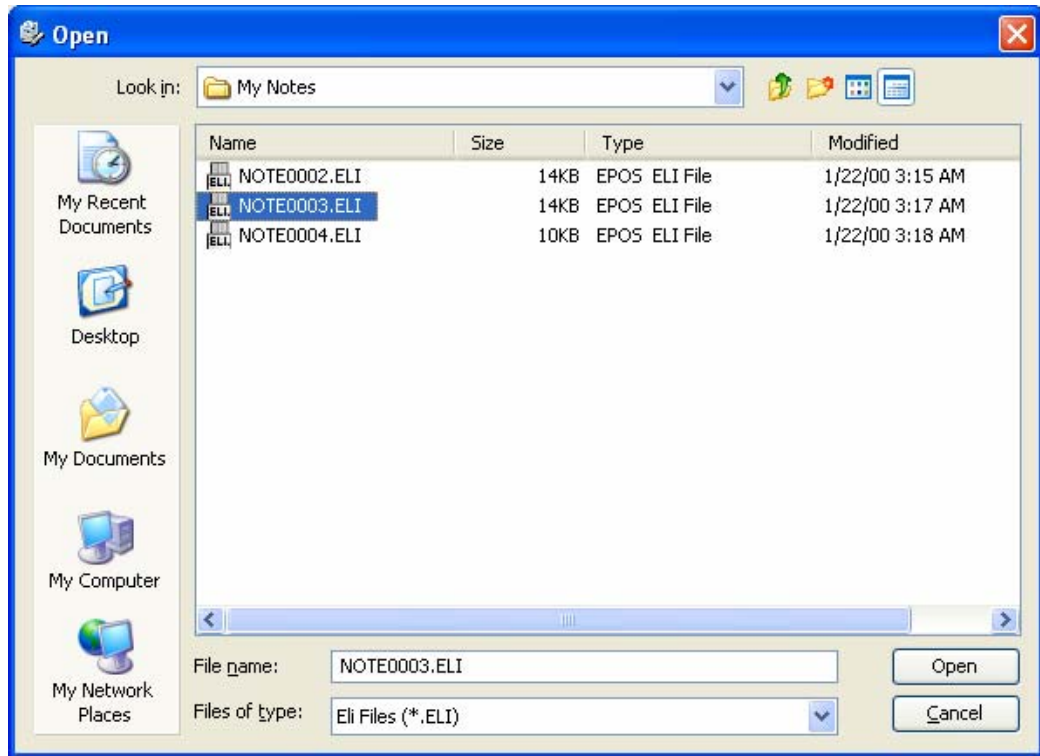 Open
Look in: My Notes
Name Size Type Modified
NOTE0002.ELI 14KB EPOS ELI File 1/22/00 3:15 AM
NOTE0003.ELI 14KB EPOS ELI File 1/22/00 3:17 AM
NOTE0004.ELI 10KB EPOS ELI File 1/22/00 3:18 AM
ELI
ELI
ELI
My Recent
Documents
Desktop
My Documents
My Computer
My Network
Places
File name: NOTE0003.ELI Open
Files of type: Eli Files (*.ELI) Cancel